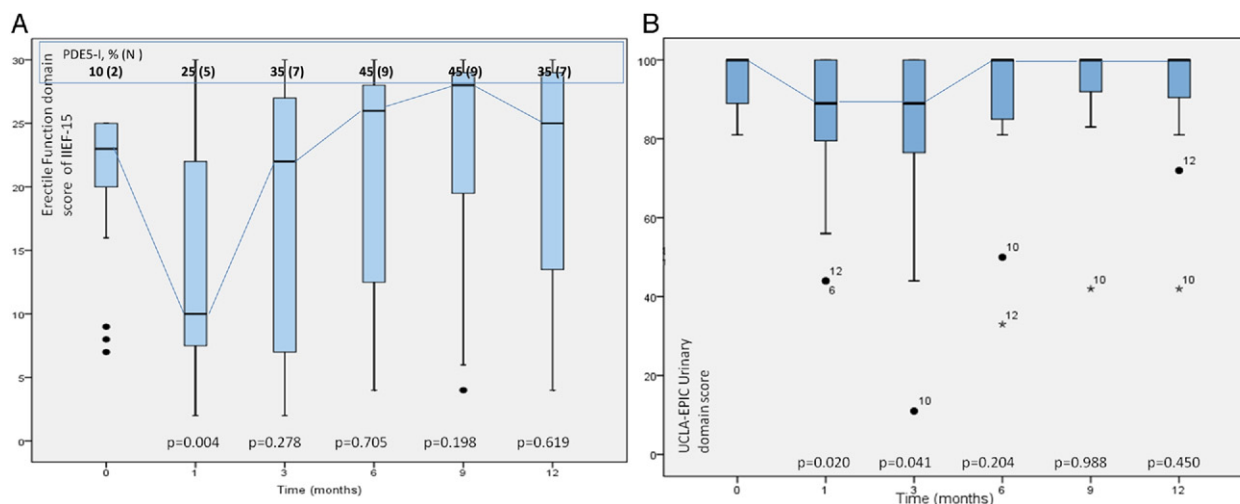 A
PDE5-I, % (N )
10 (2) 25 (5) 35 (7) 45 (9) 45 (9) 35 (7)
Erectile Function domain
score of IIEF-15
30
25
20
15
10
5
0
p=0.004 p=0.278 p=0.705 p=0.198 p=0.619
0 1 3 6 9 12
Time (months)
B
UCLA-EPIC Urinary
domain score
100
80
60
40
20
0
12
6
10
10
12
10
12
10
p=0.020 p=0.041 p=0.204 p=0.988 p=0.450
0 1 3 6 9 12
Time (months)